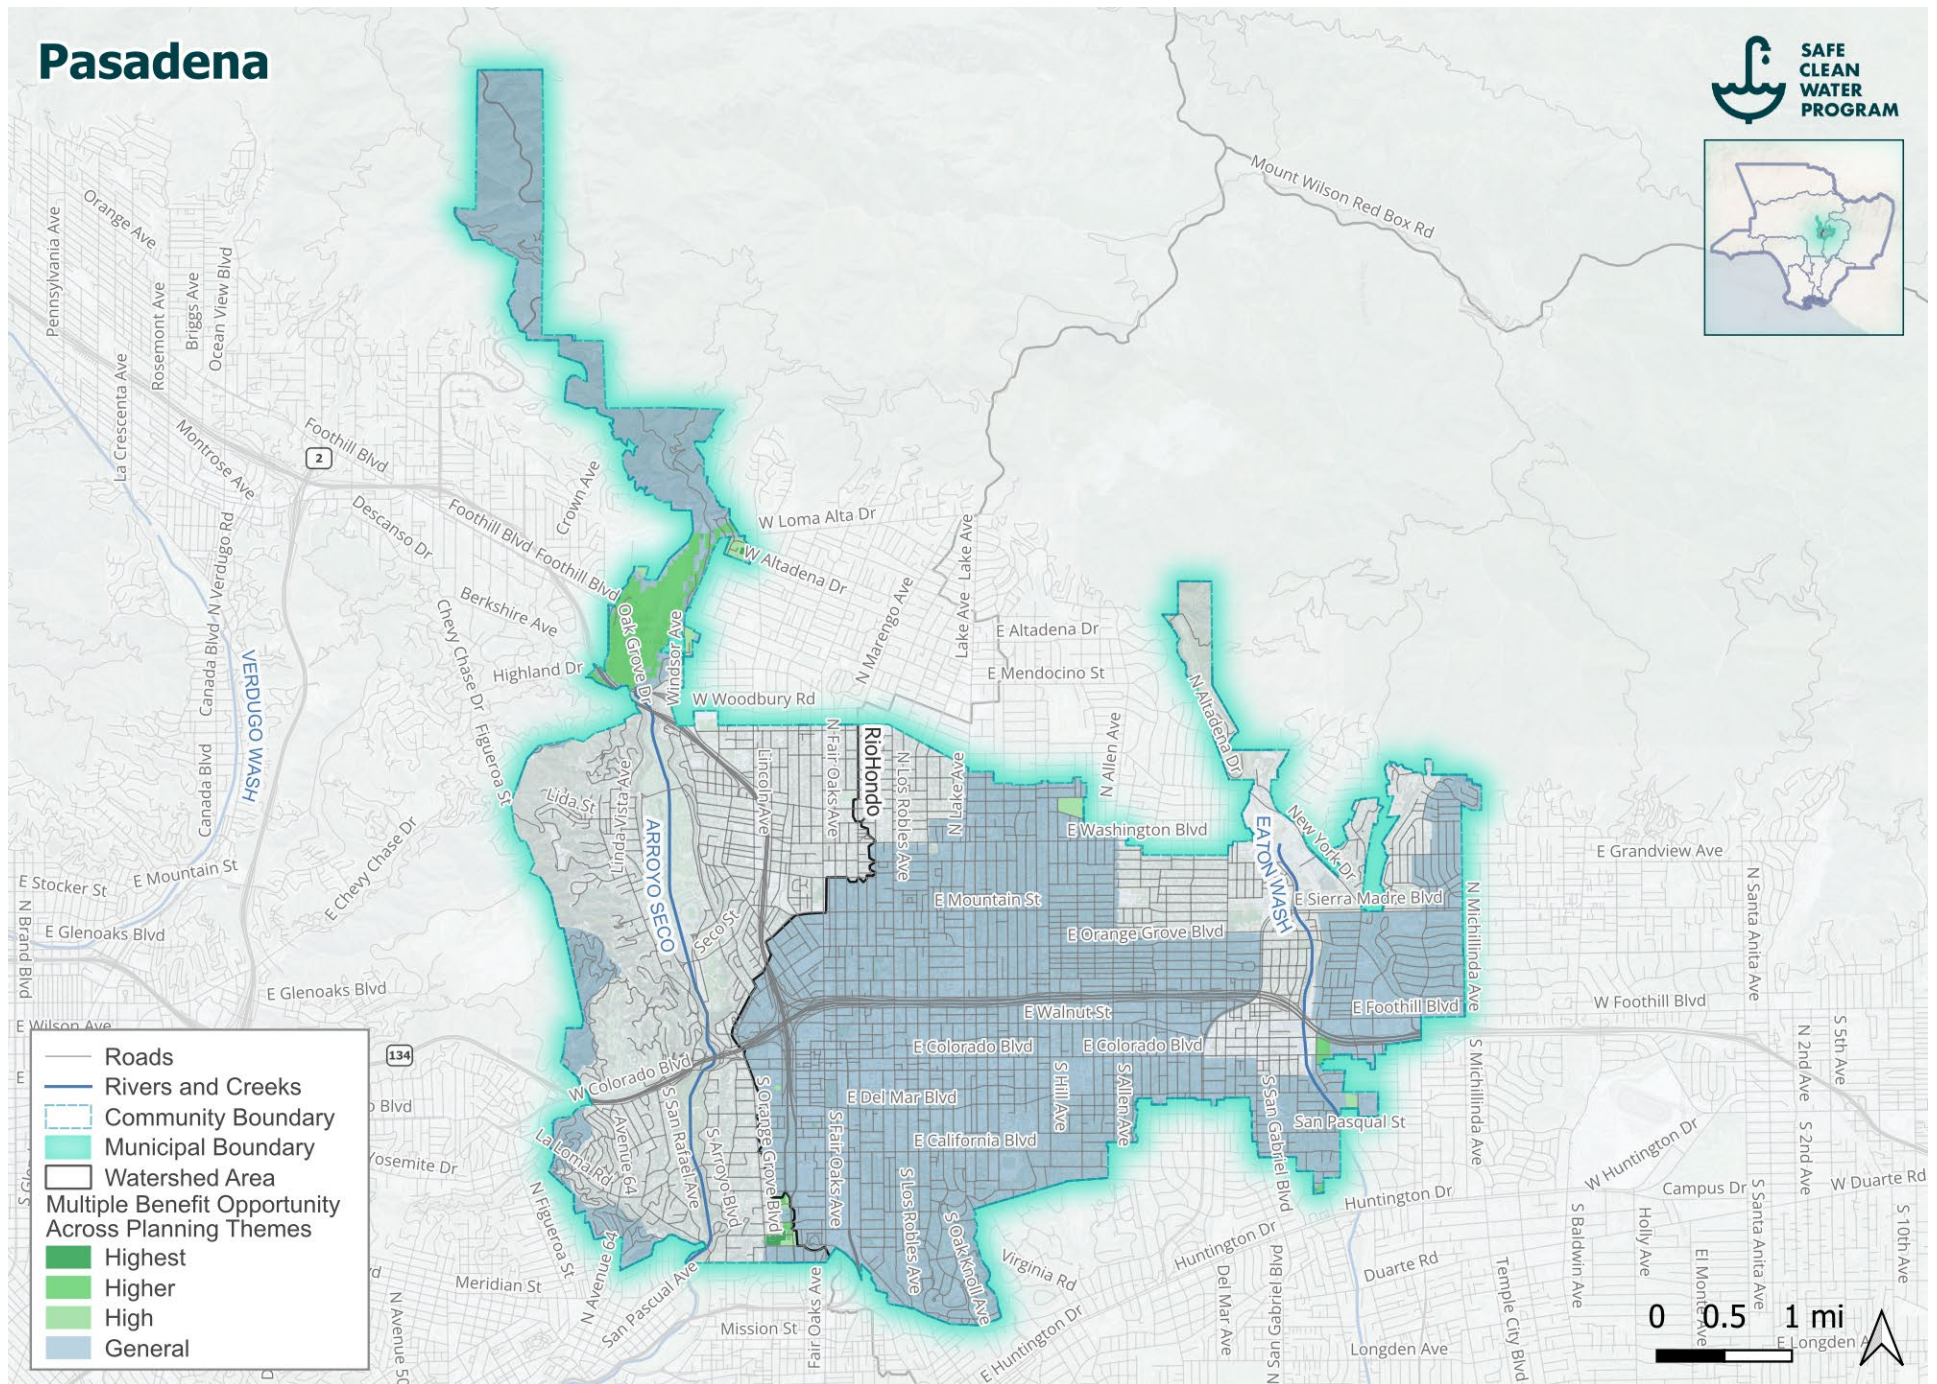 Pasadena
SAFE
CLEAN
WATER
PROGRAM
Mount Wilson Red Box Rd
Orange Ave
Pennsylvania Ave
Rosemont Ave
Briggs Ave
Ocean View Blvd
La Crescenta Ave
Montrose Ave
Foothill Blvd
2
Crown Ave
Descanso Dr
Foothill Blvd
Foothill Blvd
W Loma Alta Dr
W Altadena Dr
Lake Ave
Lake Ave
N Verdugo Rd
Canada Blvd
Berkshire Ave
Chevy Chase Dr
Oak Grove Dr
Windsor Ave
N Marengo Ave
E Altadena Dr
E Mendocino St
Highland Dr
W Woodbury Rd
VERDUGO WASH
Canada Blvd
Canada Blvd
Figueroa St
N Altadena Dr
N Allen Ave
Lida St
Linda Vista Ave
Lincoln Ave
N Fair Oaks Ave
RioHondo
N Los Robles Ave
N Lake Ave
E Washington Blvd
New York Dr
EATON WASH
ARROYO SECO
E Grandview Ave
E Stocker St
E Mountain St
E Chevy Chase Dr
E Mountain St
E Sierra Madre Blvd
N Michillinda Ave
N Santa Anita Ave
N Brand Blvd
E Glenoaks Blvd
Seco St
E Orange Grove Blvd
E Glenoaks Blvd
E Foothill Blvd
W Foothill Blvd
E Wilson Ave
E Walnut St
E Colorado Blvd
E Colorado Blvd
134
W Colorado Blvd
S Hill Ave
S Allen Ave
S San Gabriel Blvd
San Pasqual St
S Michillinda Ave
N 2nd Ave
S 5th Ave
S 2nd Ave
E Del Mar Blvd
E California Blvd
S Orange Grove Blvd
S Fair Oaks Ave
S San Rafael Ave
S Arroyo Blvd
Avenue 64
La Loma Rd
Yosemite Dr
N Figueroa St
N Avenue 64
S Los Robles Ave
S Oak Knoll Ave
Virginia Rd
Huntington Dr
Huntington Dr
W Huntington Dr
W Duarte Rd
Campus Dr
S Santa Anita Ave
S Baldwin Ave
Holly Ave
S 10th Ave
El Monte Ave
Temple City Blvd
Duarte Rd
Del Mar Ave
N San Gabriel Blvd
Longden Ave
E Longden A
E Huntington Dr
Fair Oaks Ave
Mission St
San Pascual Ave
Meridian St
N Avenue 50
Roads
Rivers and Creeks
Community Boundary
Municipal Boundary
Watershed Area
Multiple Benefit Opportunity
Across Planning Themes
Highest
Higher
High
General
0 0.5 1 mi